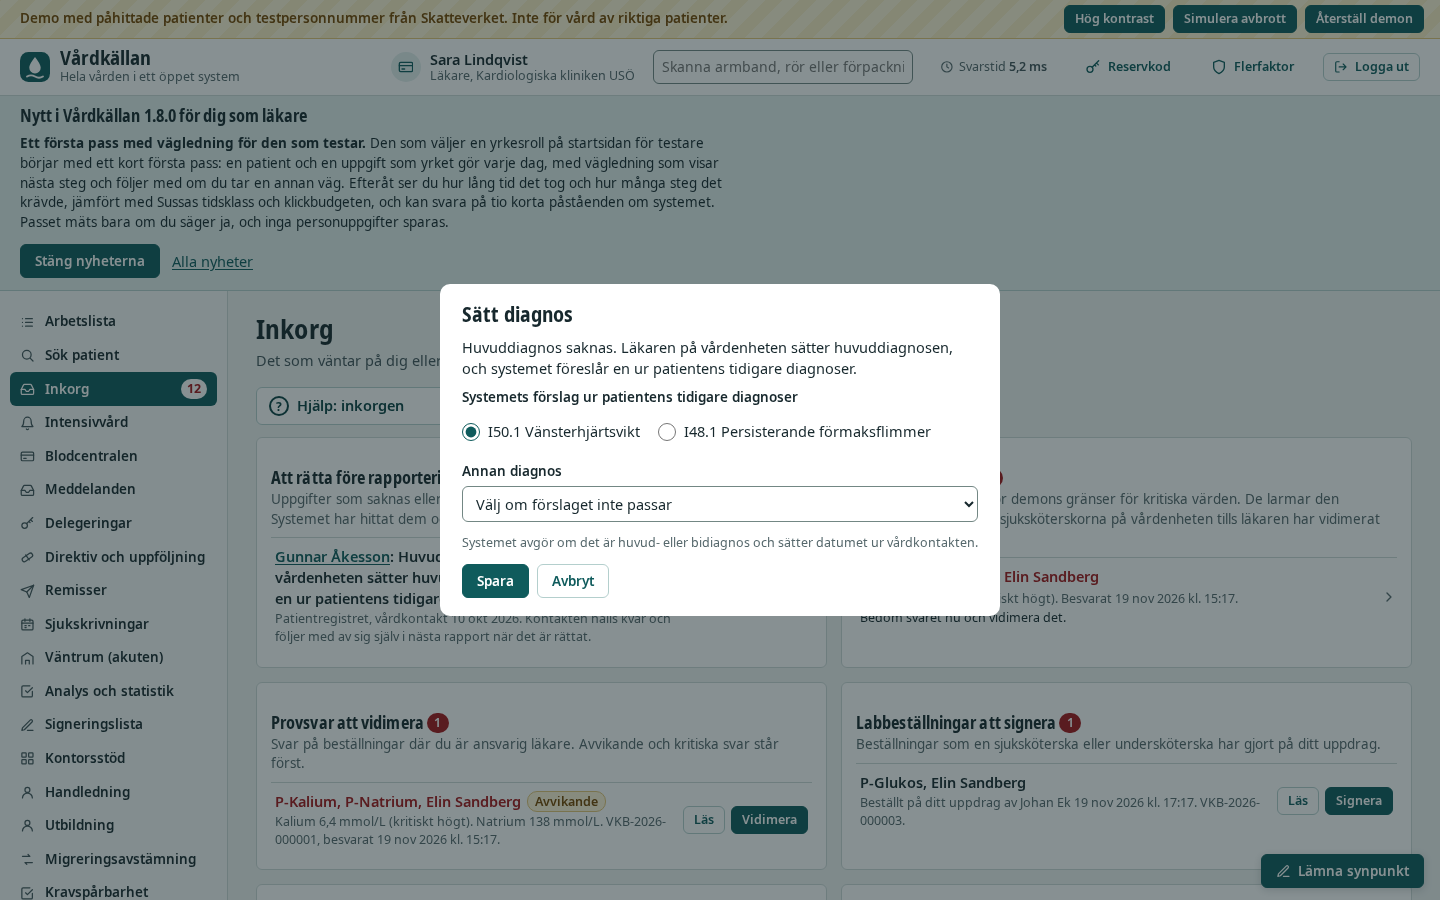 Demo med påhittade patienter och testpersonnummer från Skatteverket. Inte för vård av riktiga patienter.
Hög kontrast
Simulera avbrott
Återställ demon
Vårdkällan
Hela vården i ett öppet system
Sara Lindqvist
Läkare, Kardiologiska kliniken USÖ
Skanna armband, rör eller förpackni
Svarstid 5,2 ms
Reservkod
Flerfaktor
Logga ut
Nytt i Vårdkällan 1.8.0 för dig som läkare
Ett första pass med vägledning för den som testar. Den som väljer en yrkesroll på startsidan för testare
börjar med ett kort första pass: en patient och en uppgift som yrket gör varje dag, med vägledning som visar
nästa steg och följer med om du tar en annan väg. Efteråt ser du hur lång tid det tog och hur många steg det
krävde, jämfört med Sussas tidsklass och klickbudgeten, och kan svara på tio korta påståenden om systemet.
Passet mäts bara om du säger ja, och inga personuppgifter sparas.
Stäng nyheterna
Alla nyheter
Arbetslista
Sök patient
Inkorg
12
Intensivvård
Blodcentralen
Meddelanden
Delegeringar
Direktiv och uppföljning
Remisser
Sjukskrivningar
Väntrum (akuten)
Analys och statistik
Signeringslista
Kontorsstöd
Handledning
Utbildning
Migreringsavstämning
Kravspårbarhet
Inkorg
Det som väntar på dig eller
Hjälp: inkorgen
Att rätta före rapporteri
Uppgifter som saknas eller
Systemet har hittat dem o
Gunnar Åkesson: Huvud
vårdenheten sätter huvu
en ur patientens tidigar
Patientregistret, vårdkontakt 10 okt 2026. Kontakten hålls kvar och
följer med av sig själv i nästa rapport när det är rättat.
r demons gränser för kritiska värden. De larmar den
sjuksköterskorna på vårdenheten tills läkaren har vidimerat
Elin Sandberg
skt högt). Besvarat 19 nov 2026 kl. 15:17.
Bedöm svaret nu och vidimera det.
Sätt diagnos
Huvuddiagnos saknas. Läkaren på vårdenheten sätter huvuddiagnosen,
och systemet föreslår en ur patientens tidigare diagnoser.
Systemets förslag ur patientens tidigare diagnoser
I50.1 Vänsterhjärtsvikt
I48.1 Persisterande förmaksflimmer
Annan diagnos
Välj om förslaget inte passar
Systemet avgör om det är huvud- eller bidiagnos och sätter datumet ur vårdkontakten.
Spara
Avbryt
Provsvar att vidimera 1
Svar på beställningar där du är ansvarig läkare. Avvikande och kritiska svar står
först.
P-Kalium, P-Natrium, Elin Sandberg Avvikande
Kalium 6,4 mmol/L (kritiskt högt). Natrium 138 mmol/L. VKB-2026-
000001, besvarat 19 nov 2026 kl. 15:17.
Läs
Vidimera
Labbeställningar att signera 1
Beställningar som en sjuksköterska eller undersköterska har gjort på ditt uppdrag.
P-Glukos, Elin Sandberg
Beställt på ditt uppdrag av Johan Ek 19 nov 2026 kl. 17:17. VKB-2026-
000003.
Läs
Signera
Lämna synpunkt